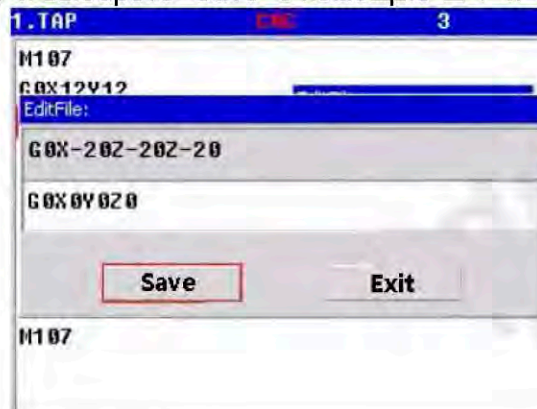 1.TAP CNC 3
M107
G0X12Y12
EditFile:
G0X-20Z-20Z-20
G0X0Y0Z0
Save Exit
M107